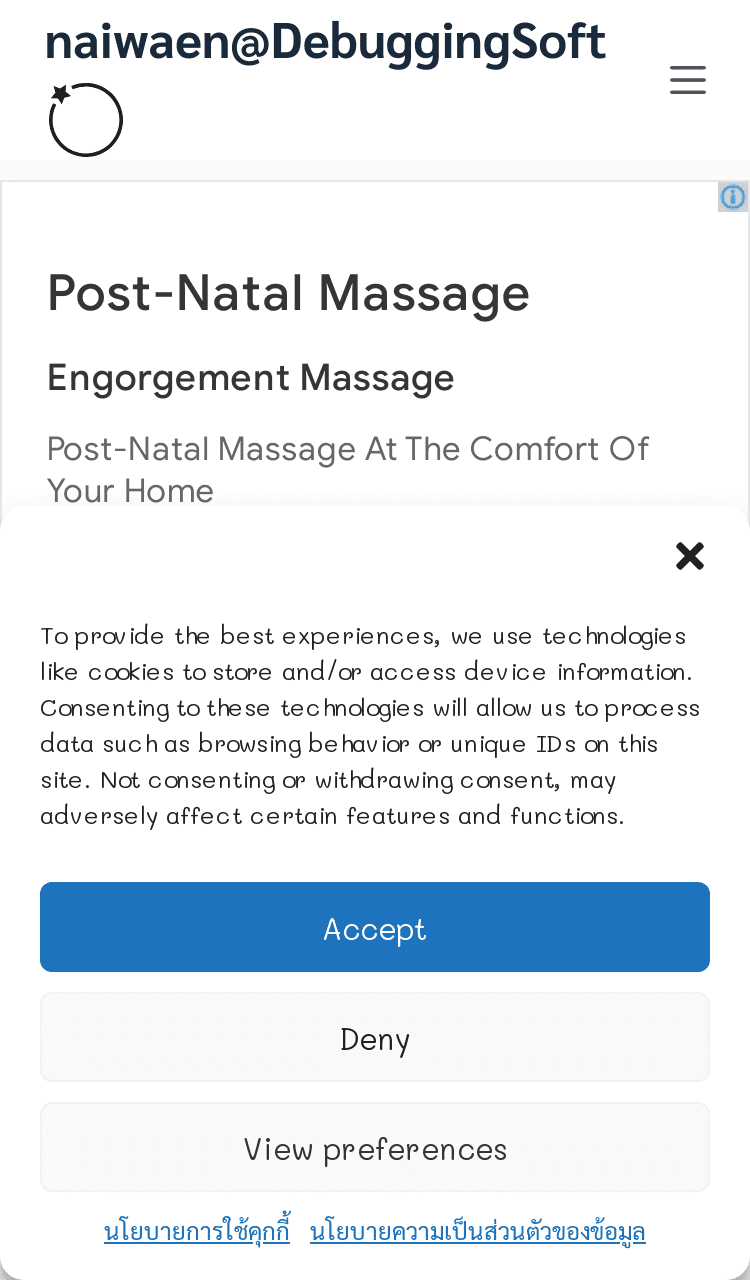 naiwaen@DebuggingSoft
Post-Natal Massage
Engorgement Massage
Post-Natal Massage At The Comfort Of
Your Home
To provide the best experiences, we use technologies
like cookies to store and/or access device information.
Consenting to these technologies will allow us to process
data such as browsing behavior or unique IDs on this
site. Not consenting or withdrawing consent, may
adversely affect certain features and functions.
Accept
Deny
View preferences
นโยบายการใช้คุกกี้ นโยบายความเป็นส่วนตัวของข้อมูล